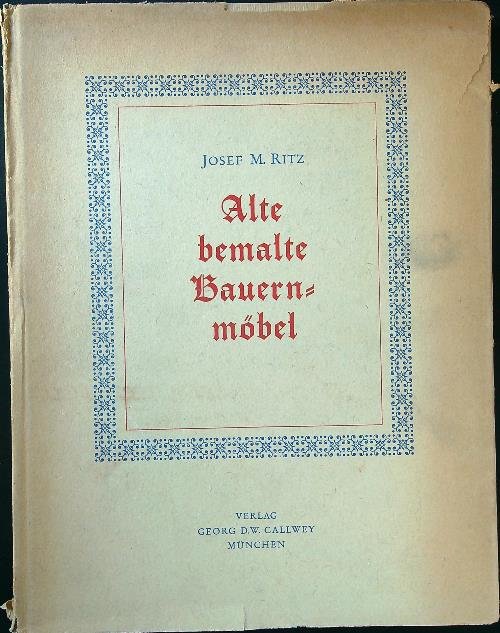 JOSEF M. RITZ
Alte
bemalte
Bauern=
möbel
VERLAG
GEORG D.W. CALLWEY
MÜNCHEN